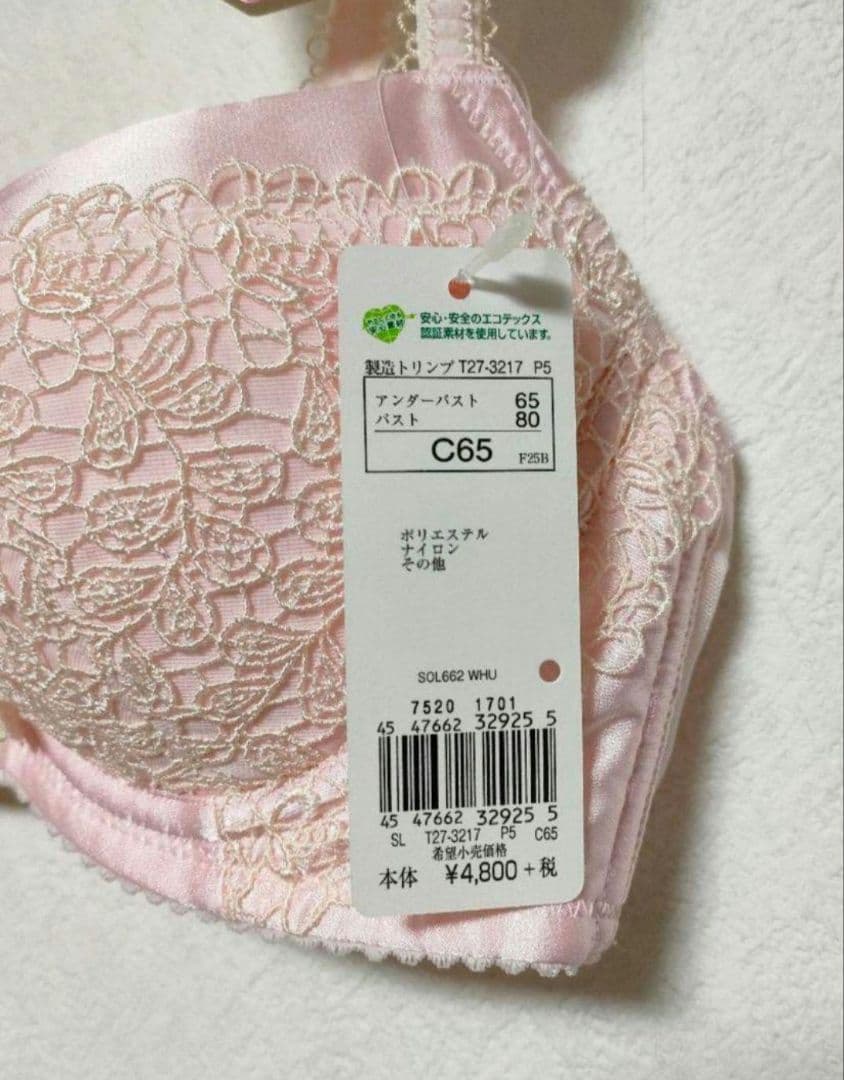 安心・安全のエコテックス
認証素材を使用しています。
製造トリンプ T27-3217 P5
アンダーバスト 65
バスト 80
C65 F25B
ポリエステル
ナイロン
その他
SOL662 WHU
7520 1701
45 47662 32925 5
45 47662 32925 5
SL T27-3217 P5 C65
希望小売価格
本体 ¥4,800+税